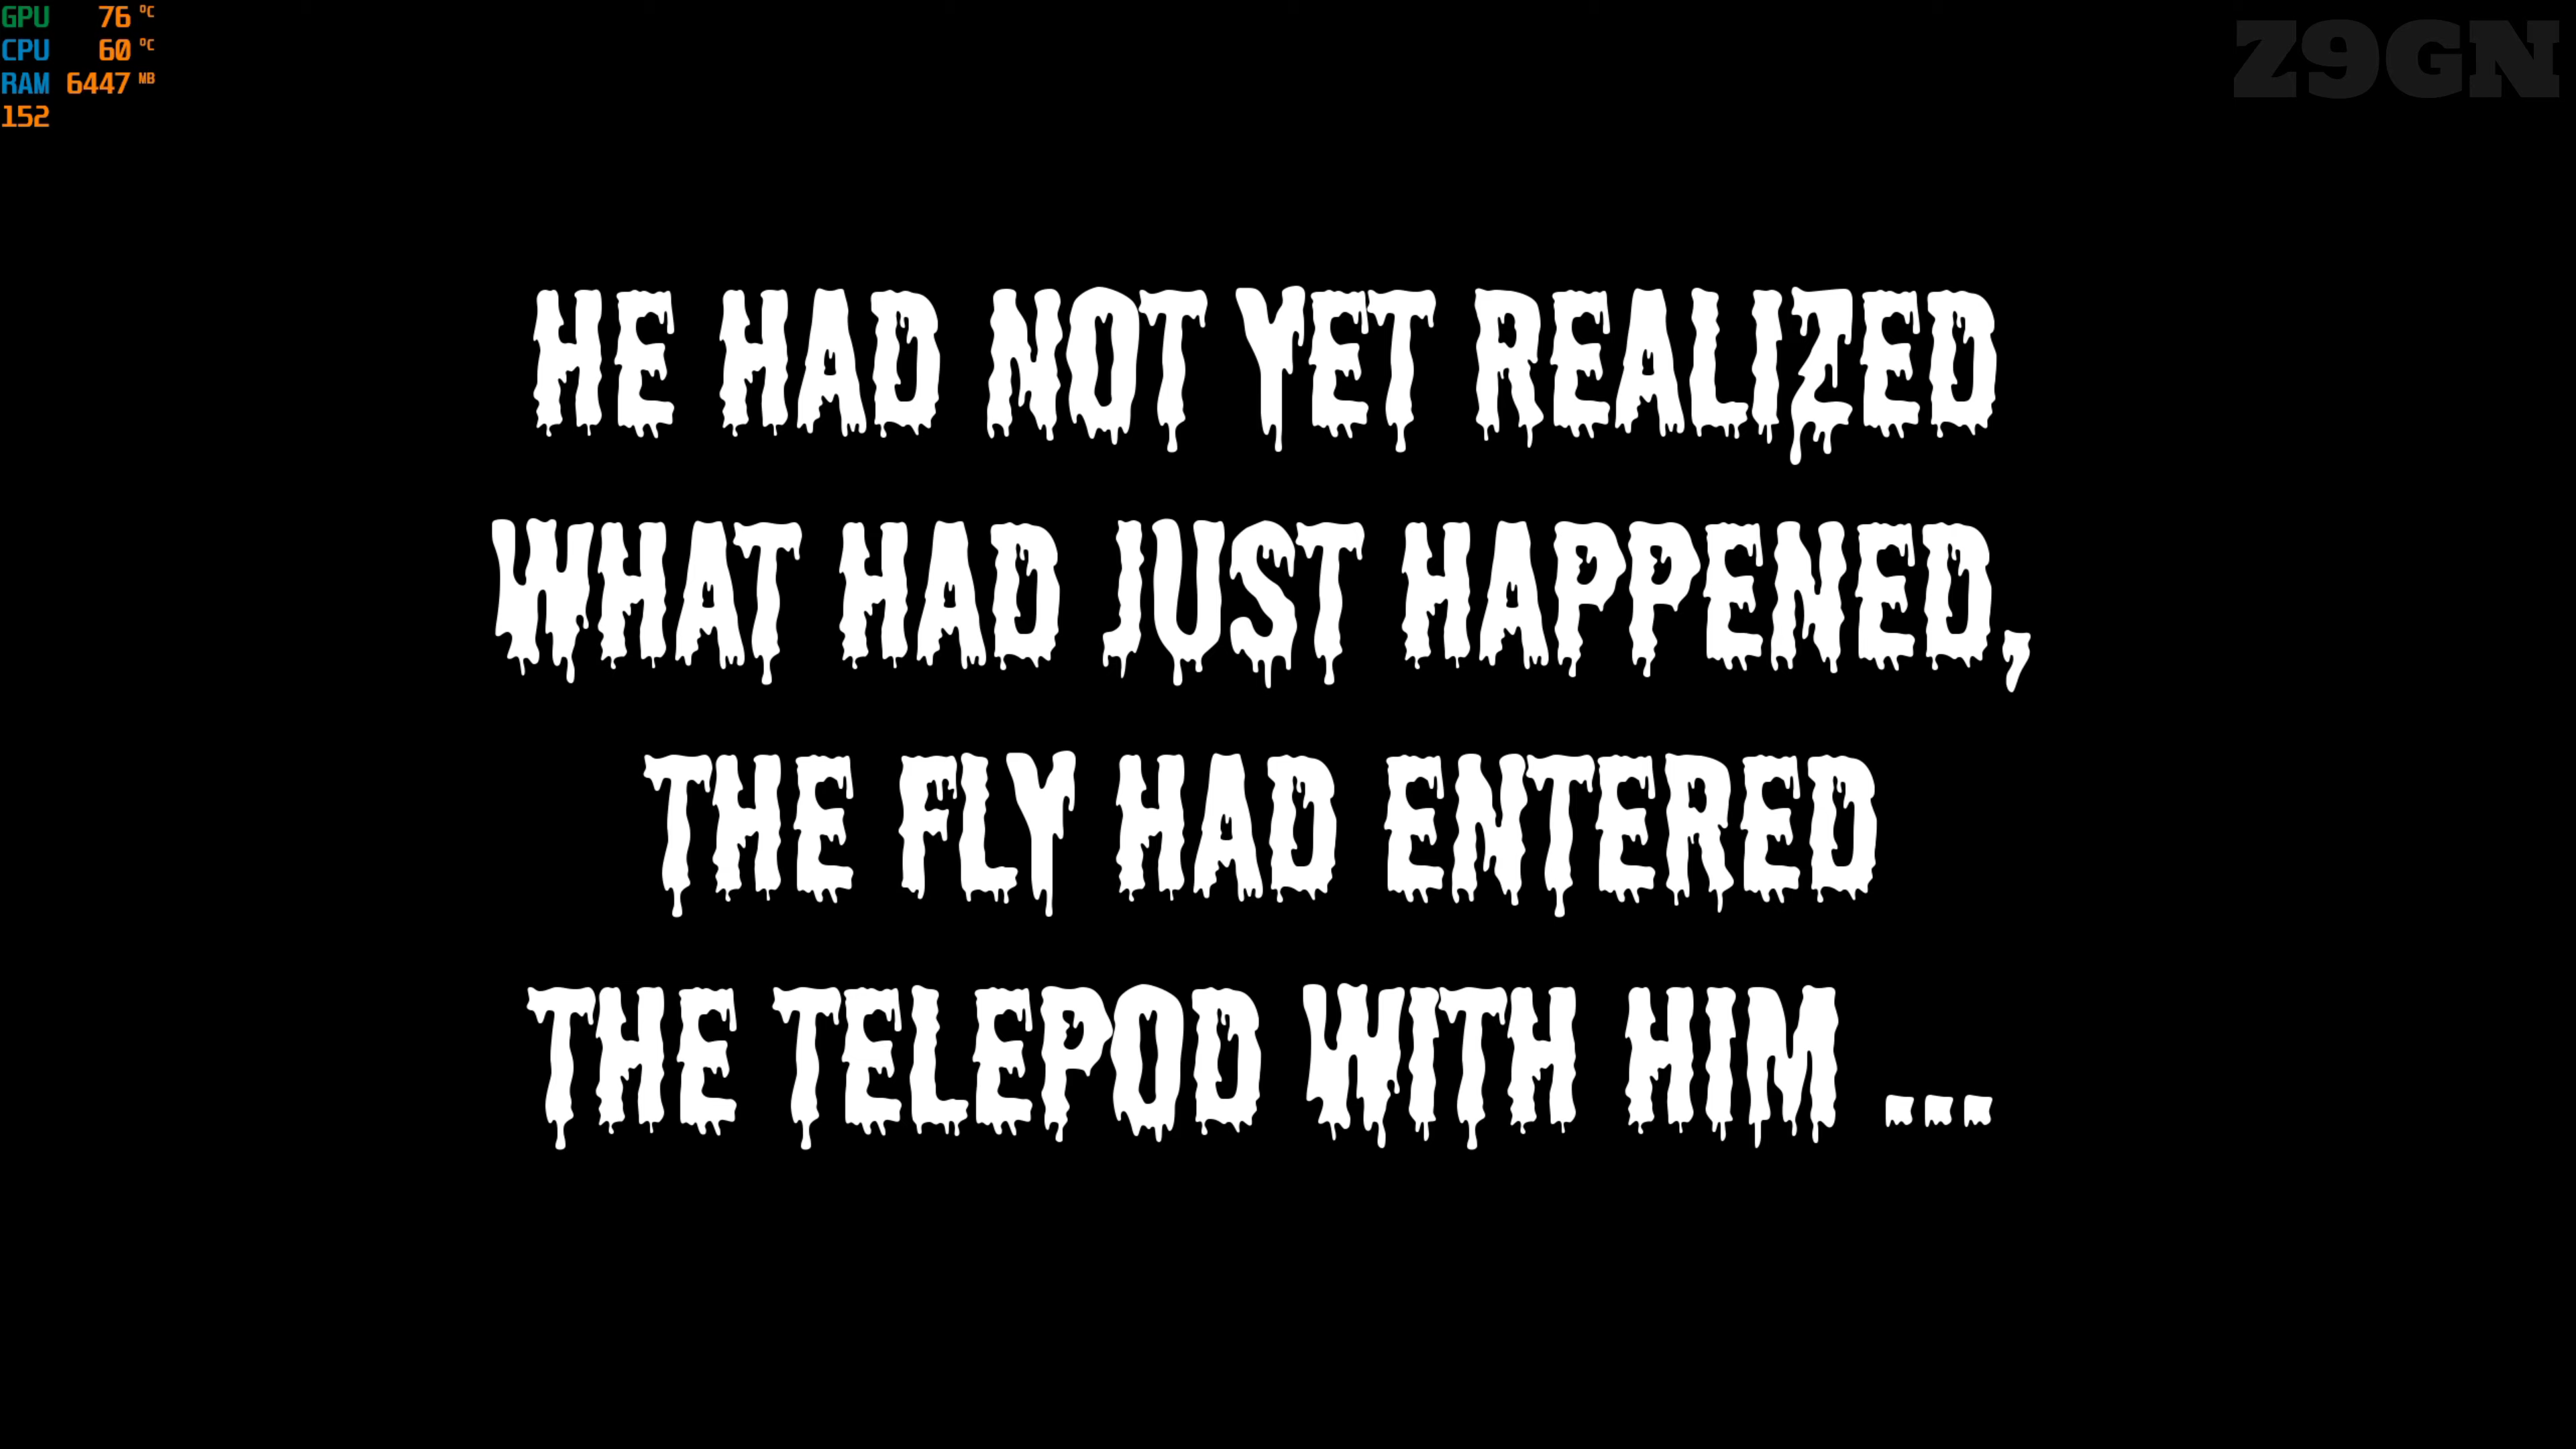 GPU 76 °C
CPU 60 °C
RAM 6447 MB
152
Z9GN
HE HAD NOT YET REALIZED
WHAT HAD JUST HAPPENED,
THE FLY HAD ENTERED
THE TELEPOD WITH HIM ...